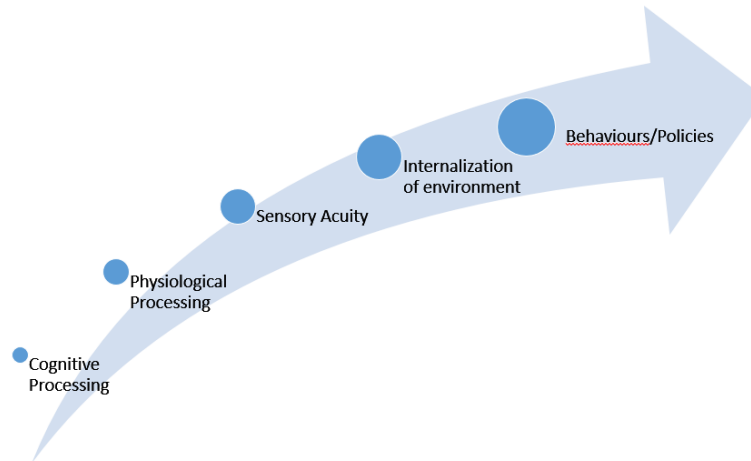 Behaviours/Policies
Internalization
of environment
Sensory Acuity
Physiological
Processing
Cognitive
Processing